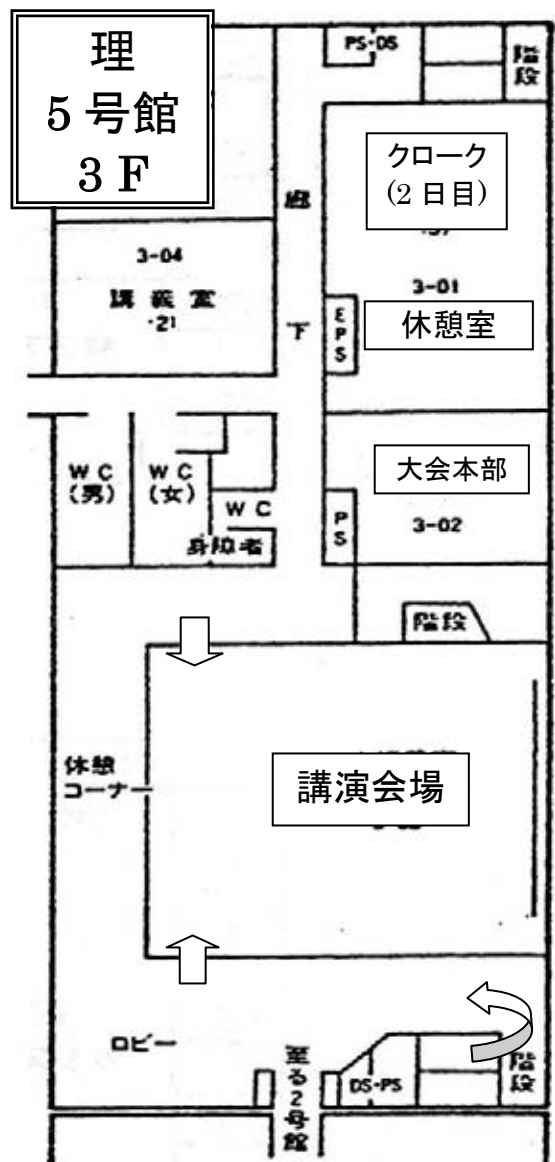 理
5号館
3F
PS・DS
階段
クローク
(2日目)
廊下
3-04
講義室
・21
3-01
EPS
休憩室
WC
(男)
WC
(女)
WC
身障者
大会本部
PS
3-02
階段
休憩
コーナー
講演会場
ロビー
至る2号館
DS・PS
階段